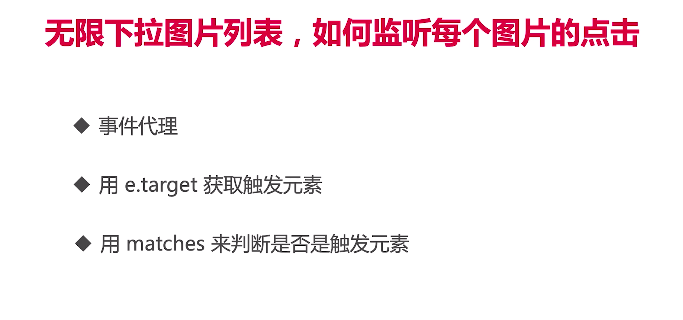 无限下拉图片列表，如何监听每个图片的点击
◆ 事件代理
◆ 用 e.target 获取触发元素
◆ 用 matches 来判断是否是触发元素